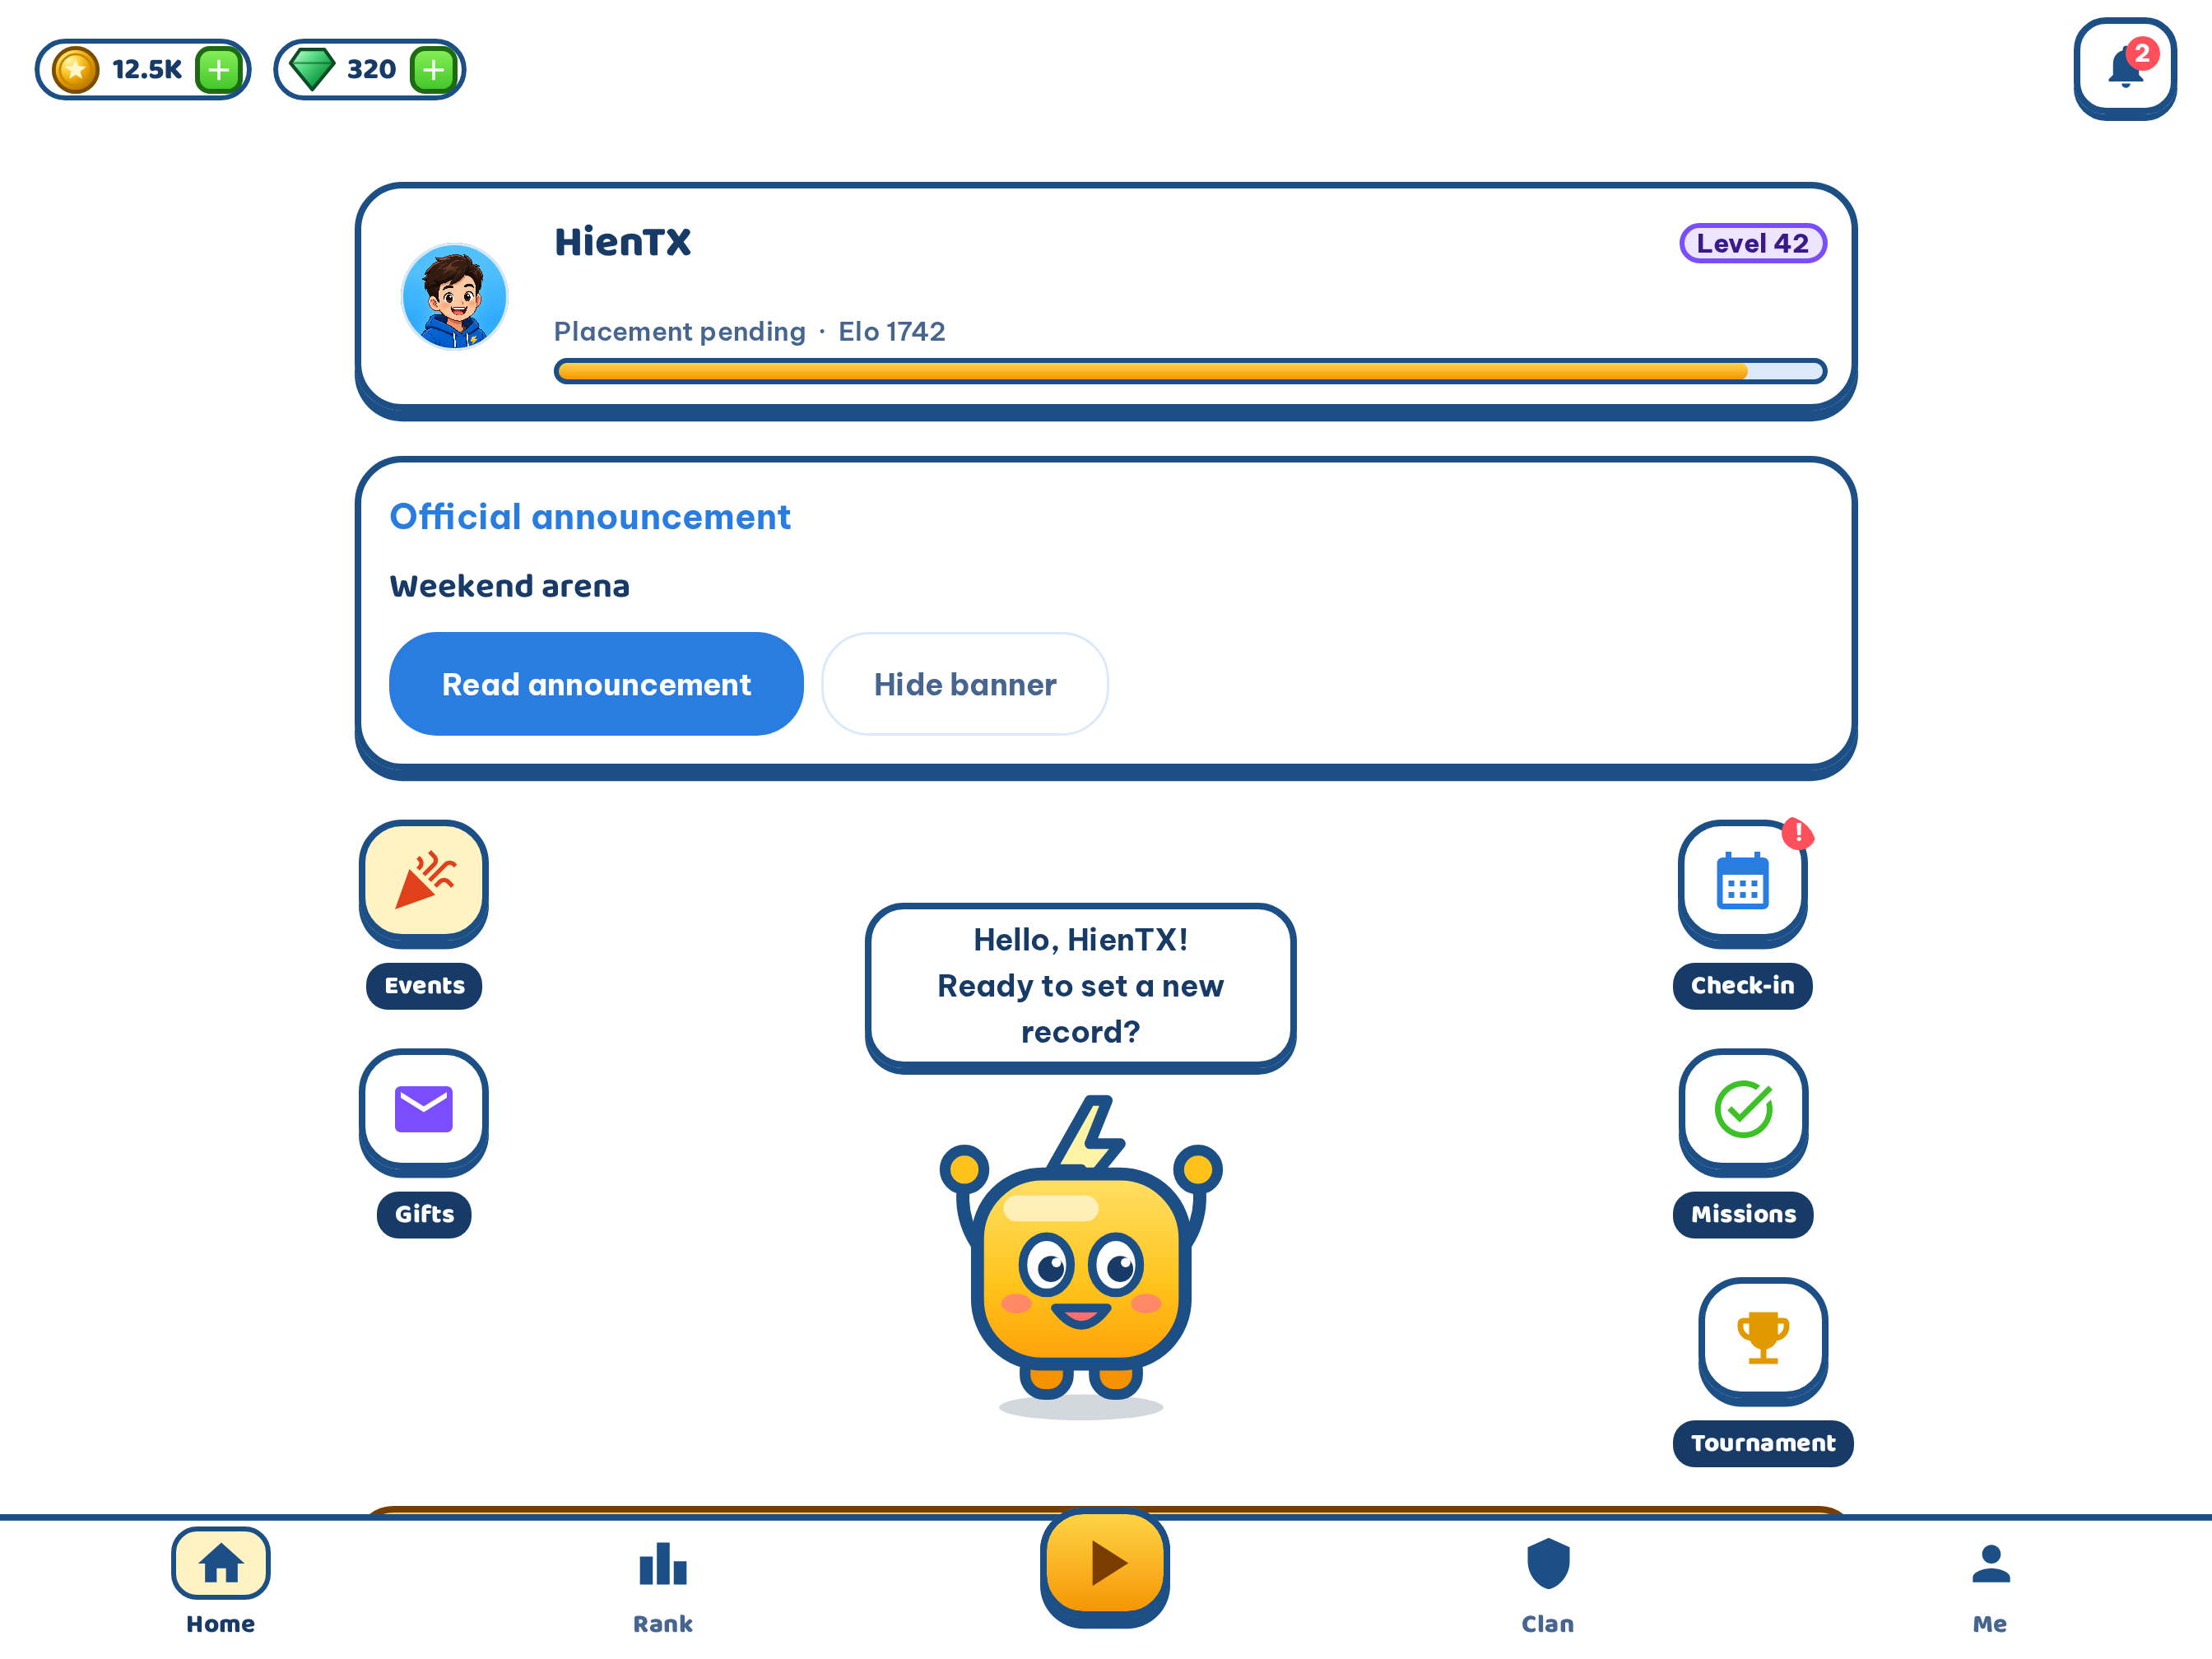 12.5K
320
2
HienTX
Level 42
Placement pending · Elo 1742
Official announcement
Weekend arena
Read announcement
Hide banner
!
Events
Check-in
Hello, HienTX!
Ready to set a new
record?
Gifts
Missions
Tournament
Home
Rank
Clan
Me